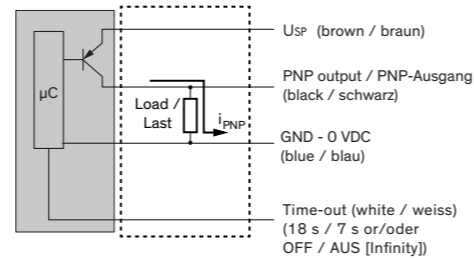 USP (brown / braun)
PNP output / PNP-Ausgang
(black / schwarz)
µC
Load /
Last
iPNP
GND - 0 VDC
(blue / blau)
Time-out (white / weiss)
(18 s / 7 s or/oder
OFF / AUS [Infinity])